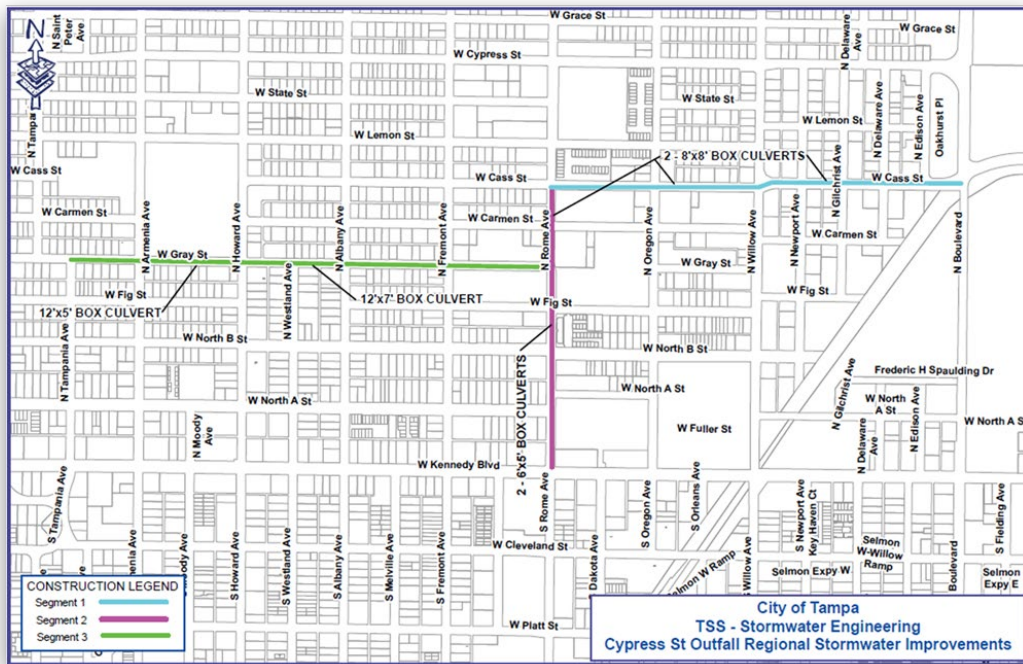 W Grace St
N Saint
Peter
Ave
N Delaware
Ave
W Grace St
N
W Cypress St
W State St
W State St
N Tampa
W Lemon St
W Lemon St
N Delaware Ave
N Edison Ave
Oakhurst Pl
2 - 8'x8' BOX CULVERTS
W Cass St
W Cass St
W Cass St
N Gilchrist Ave
W Carmen St
W Carmen St
W Carmen St
N Armenia Ave
N Howard Ave
N Albany Ave
N Fremont Ave
N Rome Ave
N Oregon Ave
N Willow Ave
N Newport Ave
N Boulevard
W Gray St
W Gray St
N Westland Ave
W Fig St
W Fig St
W Fig St
12'x5' BOX CULVERT
12'x7' BOX CULVERT
W North B St
W North B St
N Tampania Ave
2 - 6'x5' BOX CULVERTS
N Gilchrist Ave
Frederic H Spaulding Dr
W North A St
W North A St
W North
A St
W North A S
N Moody
Ave
W Fuller St
N Delaware
Ave
N Edison Ave
W Kennedy Blvd
S Tampania Ave
S Rome Ave
S Oregon Ave
S Orleans Ave
S Newport Ave
Key Haven Ct
S Fielding Ave
W Cleveland St
menia Ave
ody Ave
S Howard Ave
S Westland Ave
S Albany Ave
S Melville Ave
S Fremont Ave
Dakota Ave
Selmon W Ramp
Willow Ave
Selmon
W-Willow
Ramp
Selmon Expy W
Boulevard
Selmon
Expy E
W Platt St
CONSTRUCTION LEGEND
Segment 1
Segment 2
Segment 3
City of Tampa
TSS - Stormwater Engineering
Cypress St Outfall Regional Stormwater Improvements